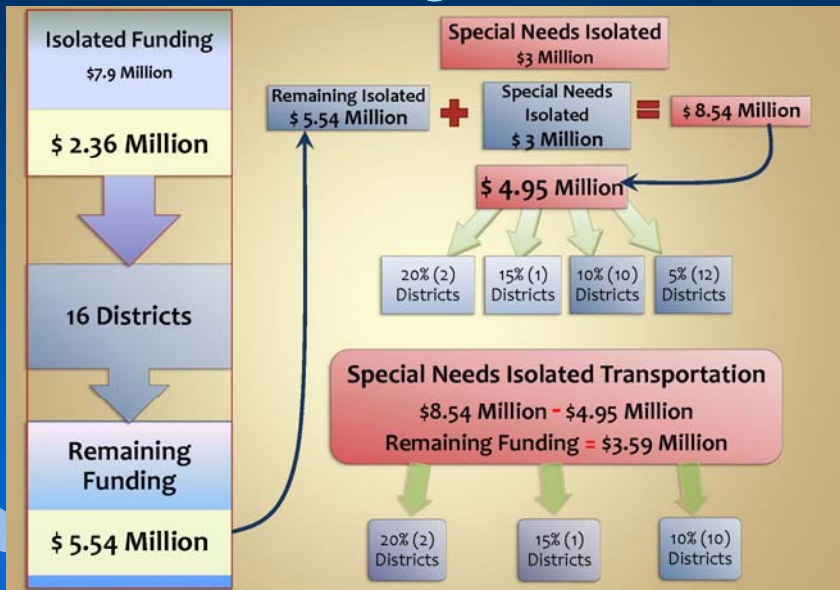 Isolated Funding
$7.9 Million
$ 2.36 Million
16 Districts
Remaining
Funding
$ 5.54 Million
Special Needs Isolated
$3 Million
Remaining Isolated
$ 5.54 Million
+
Special Needs
Isolated
$ 3 Million
=
$ 8.54 Million
$ 4.95 Million
20% (2)
Districts
15% (1)
Districts
10% (10)
Districts
5% (12)
Districts
Special Needs Isolated Transportation
$8.54 Million - $4.95 Million
Remaining Funding = $3.59 Million
20% (2)
Districts
15% (1)
Districts
10% (10)
Districts